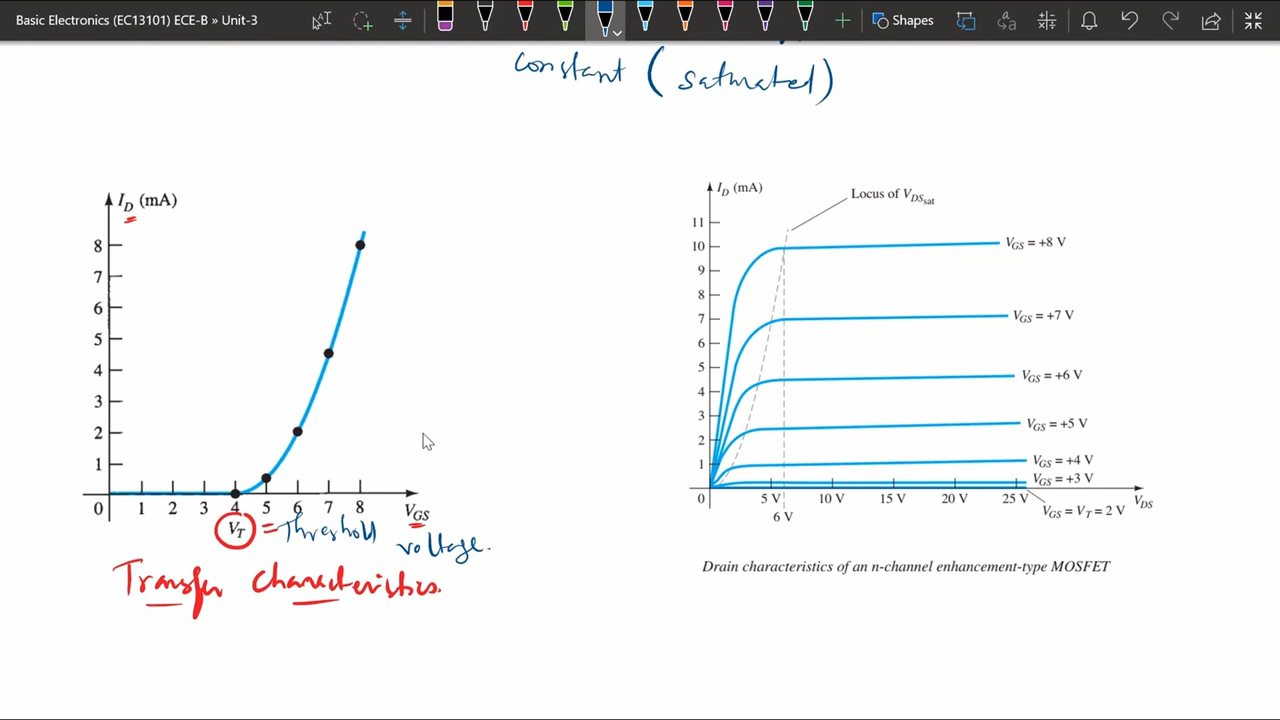 Basic Electronics (EC13101) ECE-B » Unit-3
Shapes
constant (saturated)
I_D (mA)
8
7
6
5
4
3
2
1
0 1 2 3 4 5 6 7 8 V_GS
V_T = Threshold voltage.
Transfer characteristics.
I_D (mA)
Locus of V_DSsat
11
10
9
8
7
6
5
4
3
2
1
0 5 V 10 V 15 V 20 V 25 V V_DS
6 V
V_GS = +8 V
V_GS = +7 V
V_GS = +6 V
V_GS = +5 V
V_GS = +4 V
V_GS = +3 V
V_GS = V_T = 2 V
Drain characteristics of an n-channel enhancement-type MOSFET